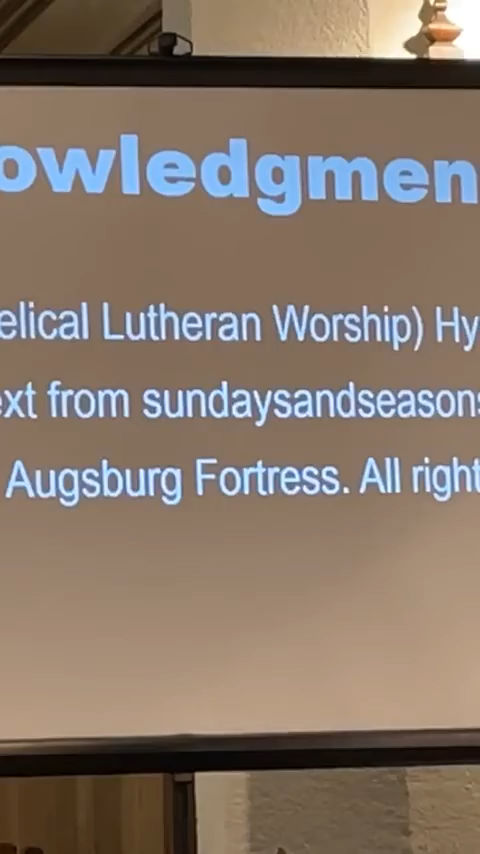 owledgmen
elical Lutheran Worship) Hy
ext from sundaysandseasons
Augsburg Fortress. All right